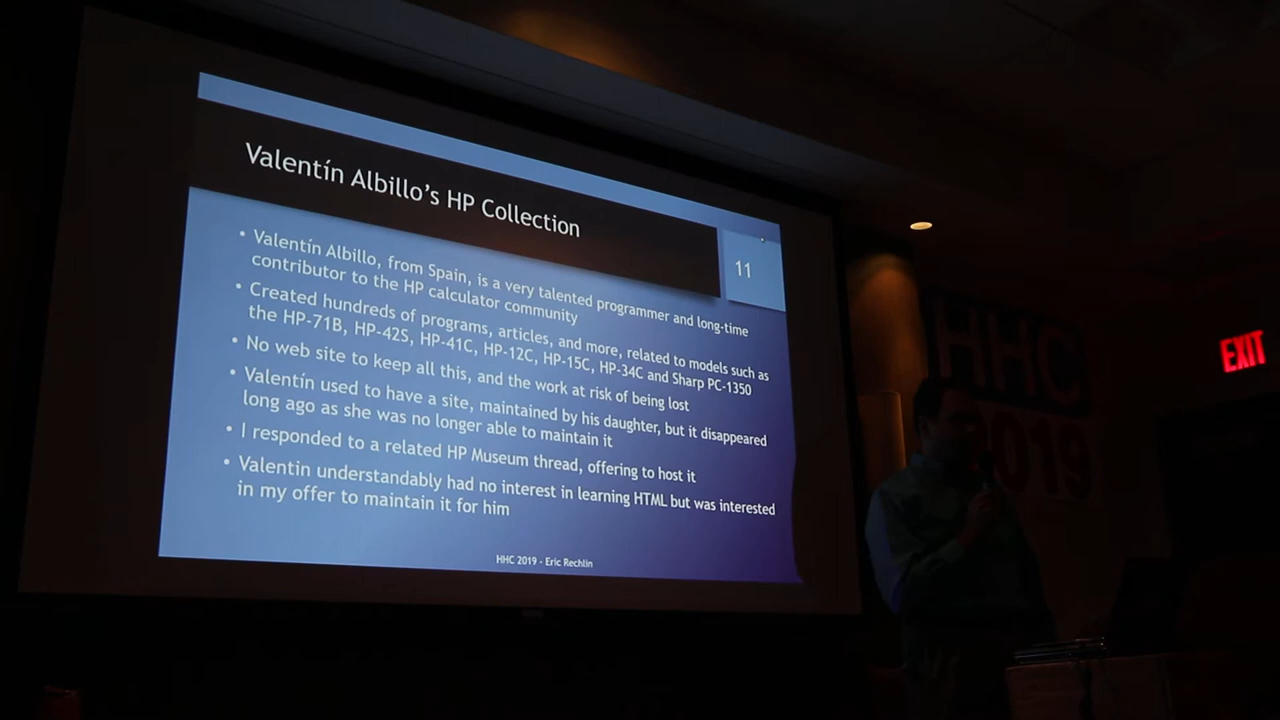 Valentín Albillo's HP Collection
11
• Valentín Albillo, from Spain, is a very talented programmer and long-time
contributor to the HP calculator community
• Created hundreds of programs, articles, and more, related to models such as
the HP-71B, HP-42S, HP-41C, HP-12C, HP-15C, HP-34C and Sharp PC-1350
• No web site to keep all this, and the work at risk of being lost
• Valentín used to have a site, maintained by his daughter, but it disappeared
long ago as she was no longer able to maintain it
• I responded to a related HP Museum thread, offering to host it
• Valentín understandably had no interest in learning HTML but was interested
in my offer to maintain it for him
HHC 2019 - Eric Rechlin
HHC
2019
EXIT